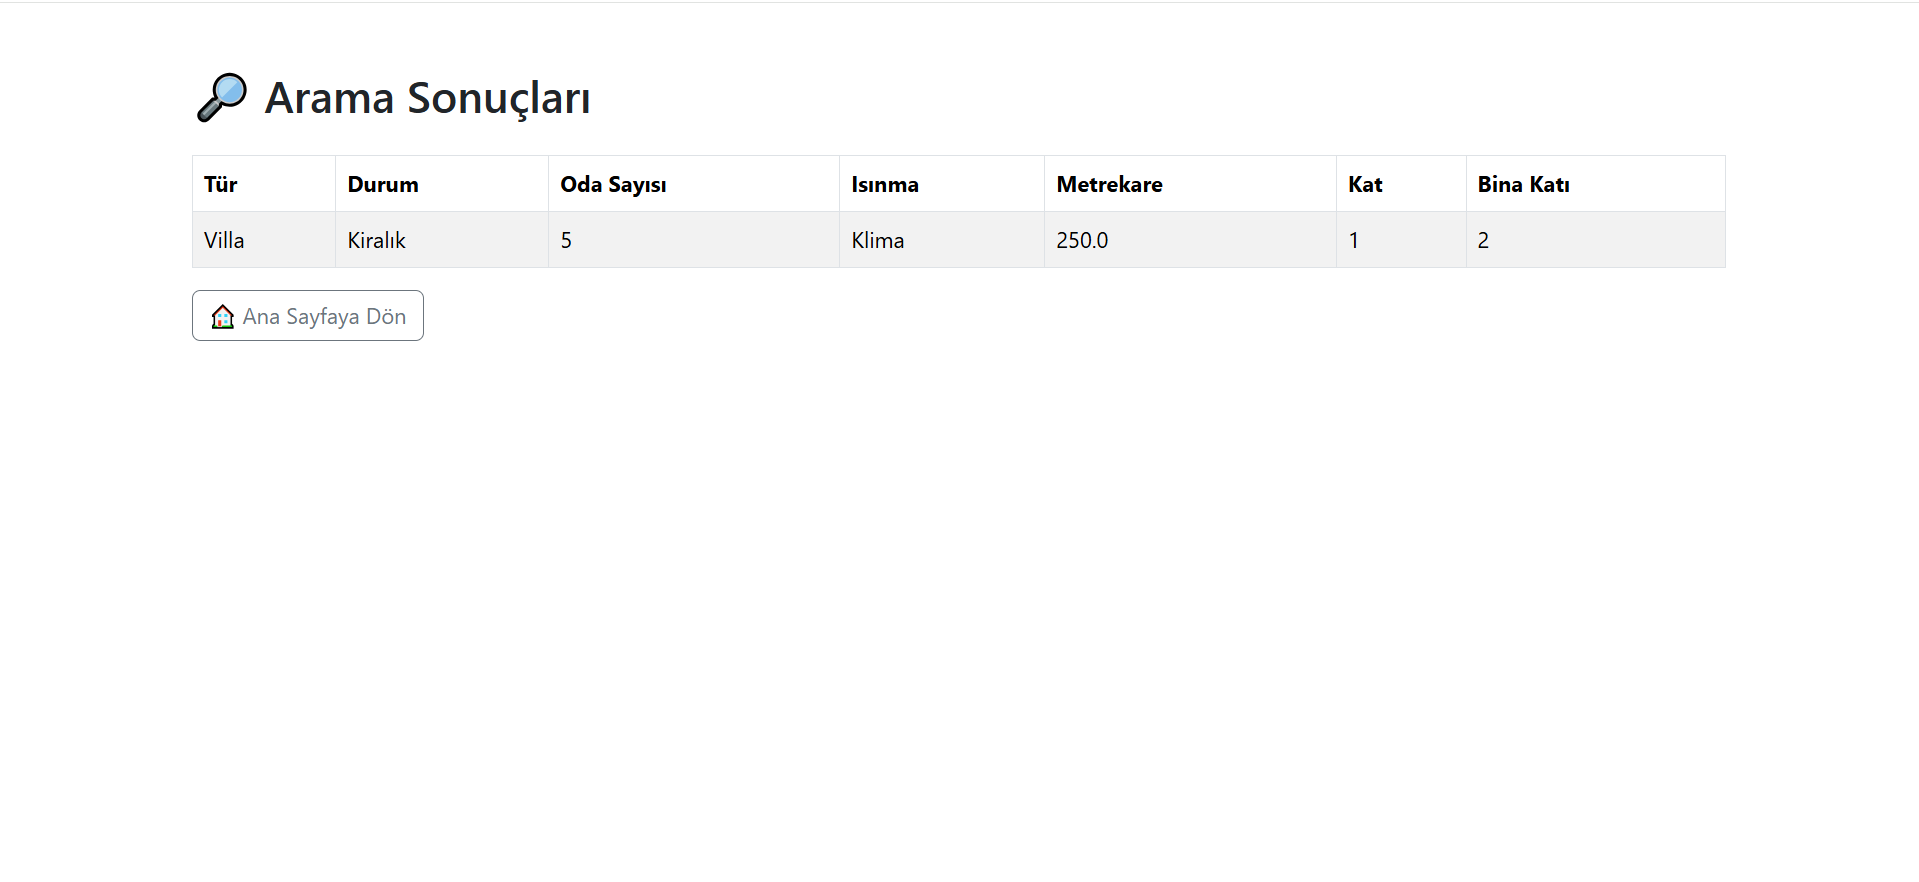 Arama Sonuçları
Tür Durum Oda Sayısı Isınma Metrekare Kat Bina Katı
Villa Kiralık 5 Klima 250.0 1 2
Ana Sayfaya Dön